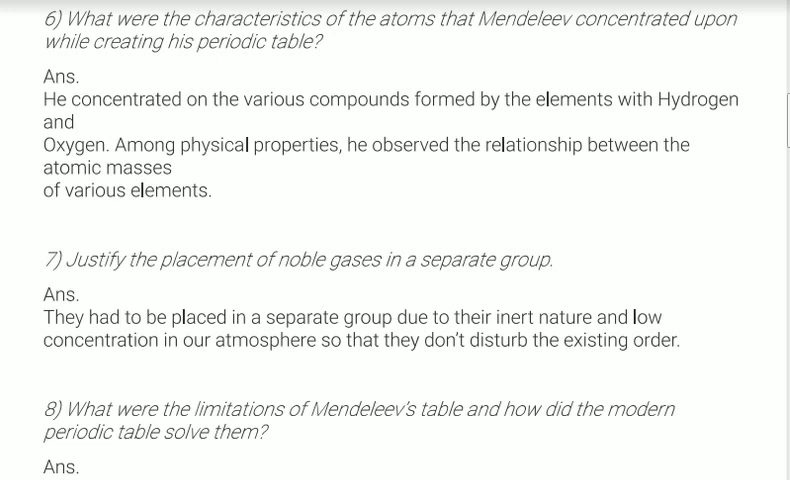 6) What were the characteristics of the atoms that Mendeleev concentrated upon
while creating his periodic table?
Ans.
He concentrated on the various compounds formed by the elements with Hydrogen
and
Oxygen. Among physical properties, he observed the relationship between the
atomic masses
of various elements.
7) Justify the placement of noble gases in a separate group.
Ans.
They had to be placed in a separate group due to their inert nature and low
concentration in our atmosphere so that they don't disturb the existing order.
8) What were the limitations of Mendeleev's table and how did the modern
periodic table solve them?
Ans.